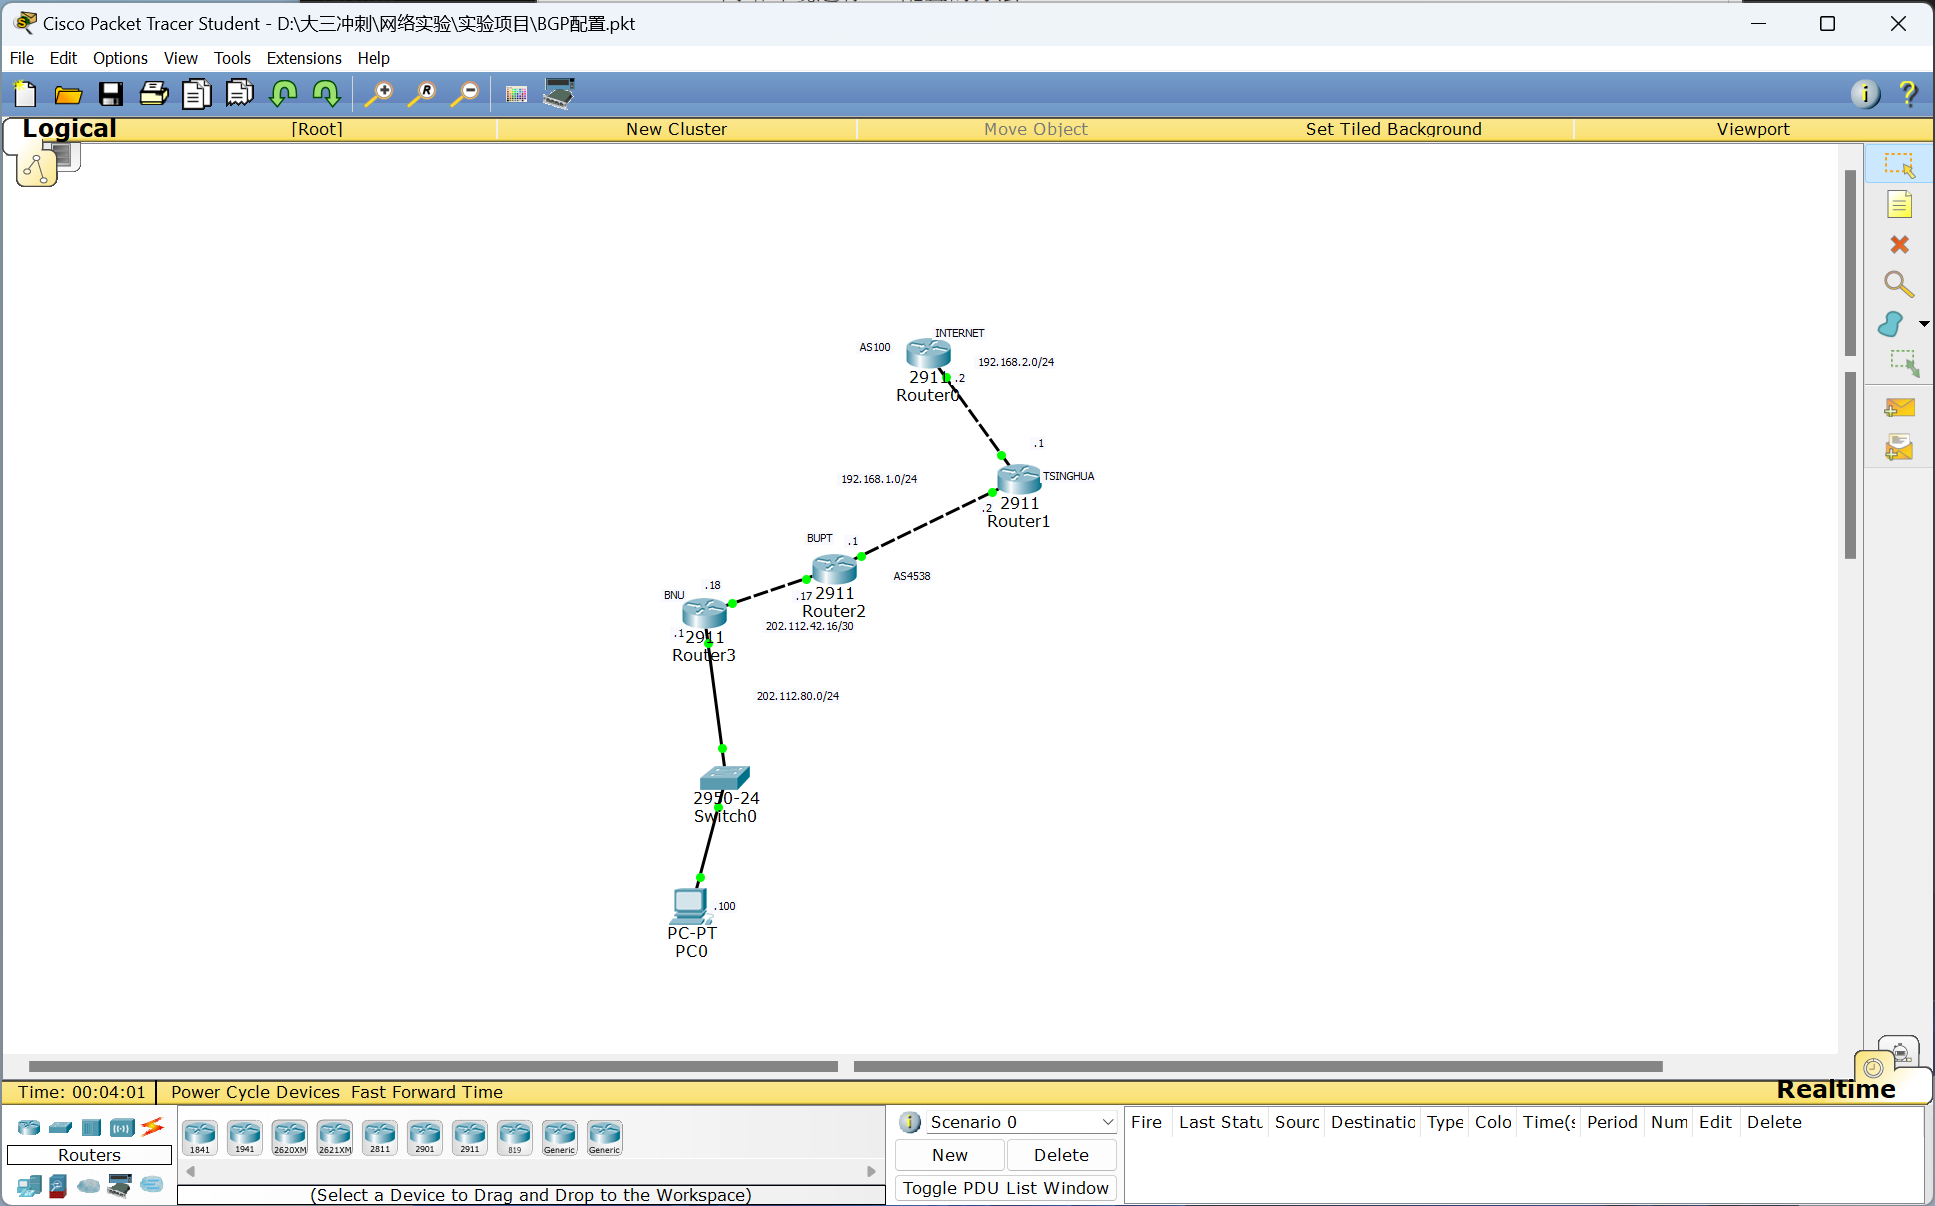 Cisco Packet Tracer Student - D:\大三冲刺\网络实验\实验项目\BGP配置.pkt
File Edit Options View Tools Extensions Help
Logical [Root] New Cluster Move Object Set Tiled Background Viewport
INTERNET
AS100
192.168.2.0/24
2911 .2
Router0
.1
192.168.1.0/24
TSINGHUA
.2 2911
Router1
BUPT .1
AS4538
.18
BNU
.17 2911
Router2
202.112.42.16/30
.1 2911
Router3
202.112.80.0/24
2950-24
Switch0
.100
PC-PT
PC0
Realtime
Time: 00:04:01 Power Cycle Devices Fast Forward Time
Scenario 0
Fire Last Statu Sourc Destinatic Type Colo Time(s Period Num Edit Delete
1841 1941 2620XM 2621XM 2811 2901 2911 819 Generic Generic
Routers
New Delete
Toggle PDU List Window
(Select a Device to Drag and Drop to the Workspace)